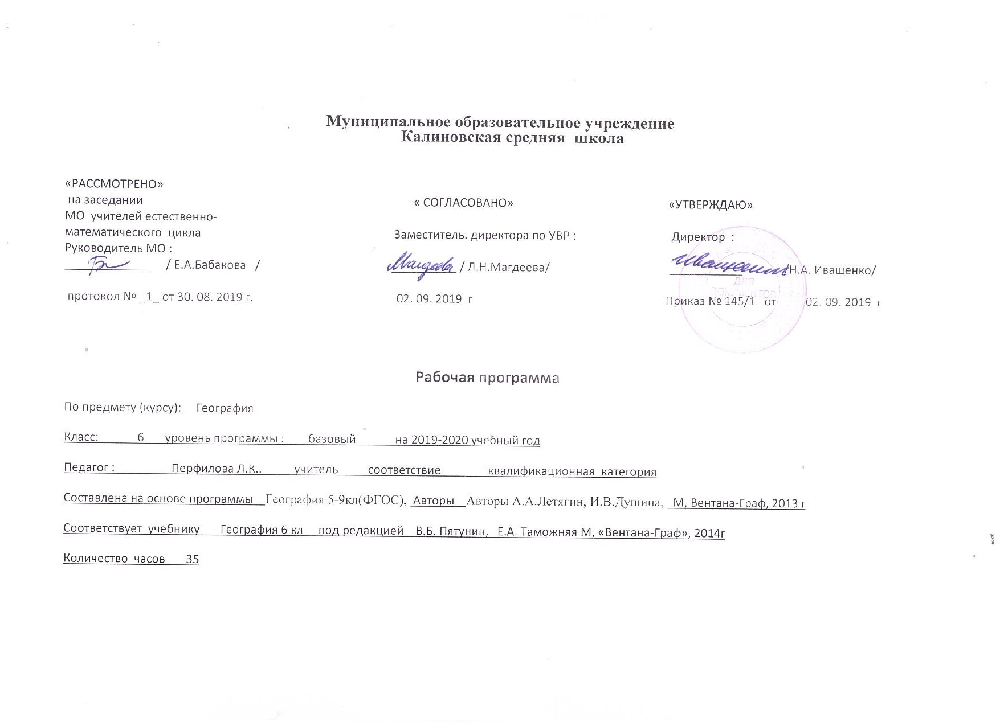 Муниципальное образовательное учреждение
Калиновская средняя школа
«РАССМОТРЕНО»
на заседании
МО учителей естественно-
математического цикла
Руководитель МО :
______________ / Е.А.Бабакова /
протокол № _1_ от 30. 08. 2019 г.
« СОГЛАСОВАНО»
Заместитель. директора по УВР :
Магдеева / Л.Н.Магдеева/
02. 09. 2019 г
«УТВЕРЖДАЮ»
Директор :
Иващенко /Н.А. Иващенко/
ДЛЯ
ДОКУМЕНТОВ
Приказ № 145/1 от 02. 09. 2019 г
Рабочая программа
По предмету (курсу): География
Класс: 6 уровень программы : базовый на 2019-2020 учебный год
Педагог : Перфилова Л.К.. учитель соответствие квалификационная категория
Составлена на основе программы География 5-9кл(ФГОС), Авторы Авторы А.А.Летягин, И.В.Душина, М, Вентана-Граф, 2013 г
Соответствует учебнику География 6 кл под редакцией В.Б. Пятунин, Е.А. Таможняя М, «Вентана-Граф», 2014г
Количество часов 35